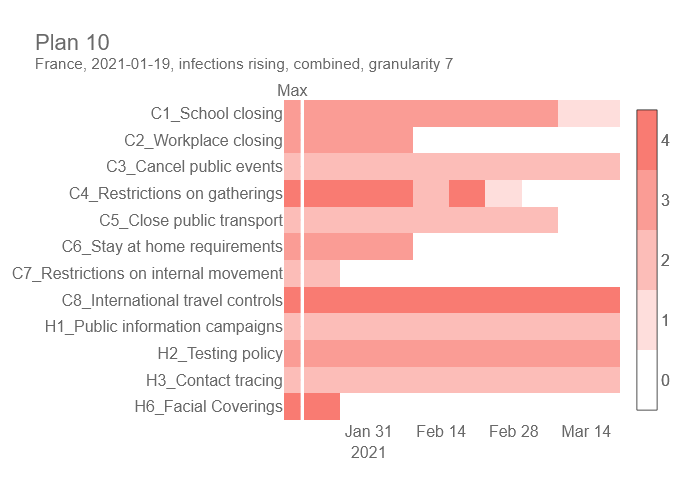 Plan 10
France, 2021-01-19, infections rising, combined, granularity 7
Max
C1_School closing
C2_Workplace closing
C3_Cancel public events
C4_Restrictions on gatherings
C5_Close public transport
C6_Stay at home requirements
C7_Restrictions on internal movement
C8_International travel controls
H1_Public information campaigns
H2_Testing policy
H3_Contact tracing
H6_Facial Coverings
Jan 31 Feb 14 Feb 28 Mar 14
2021
4
3
2
1
0